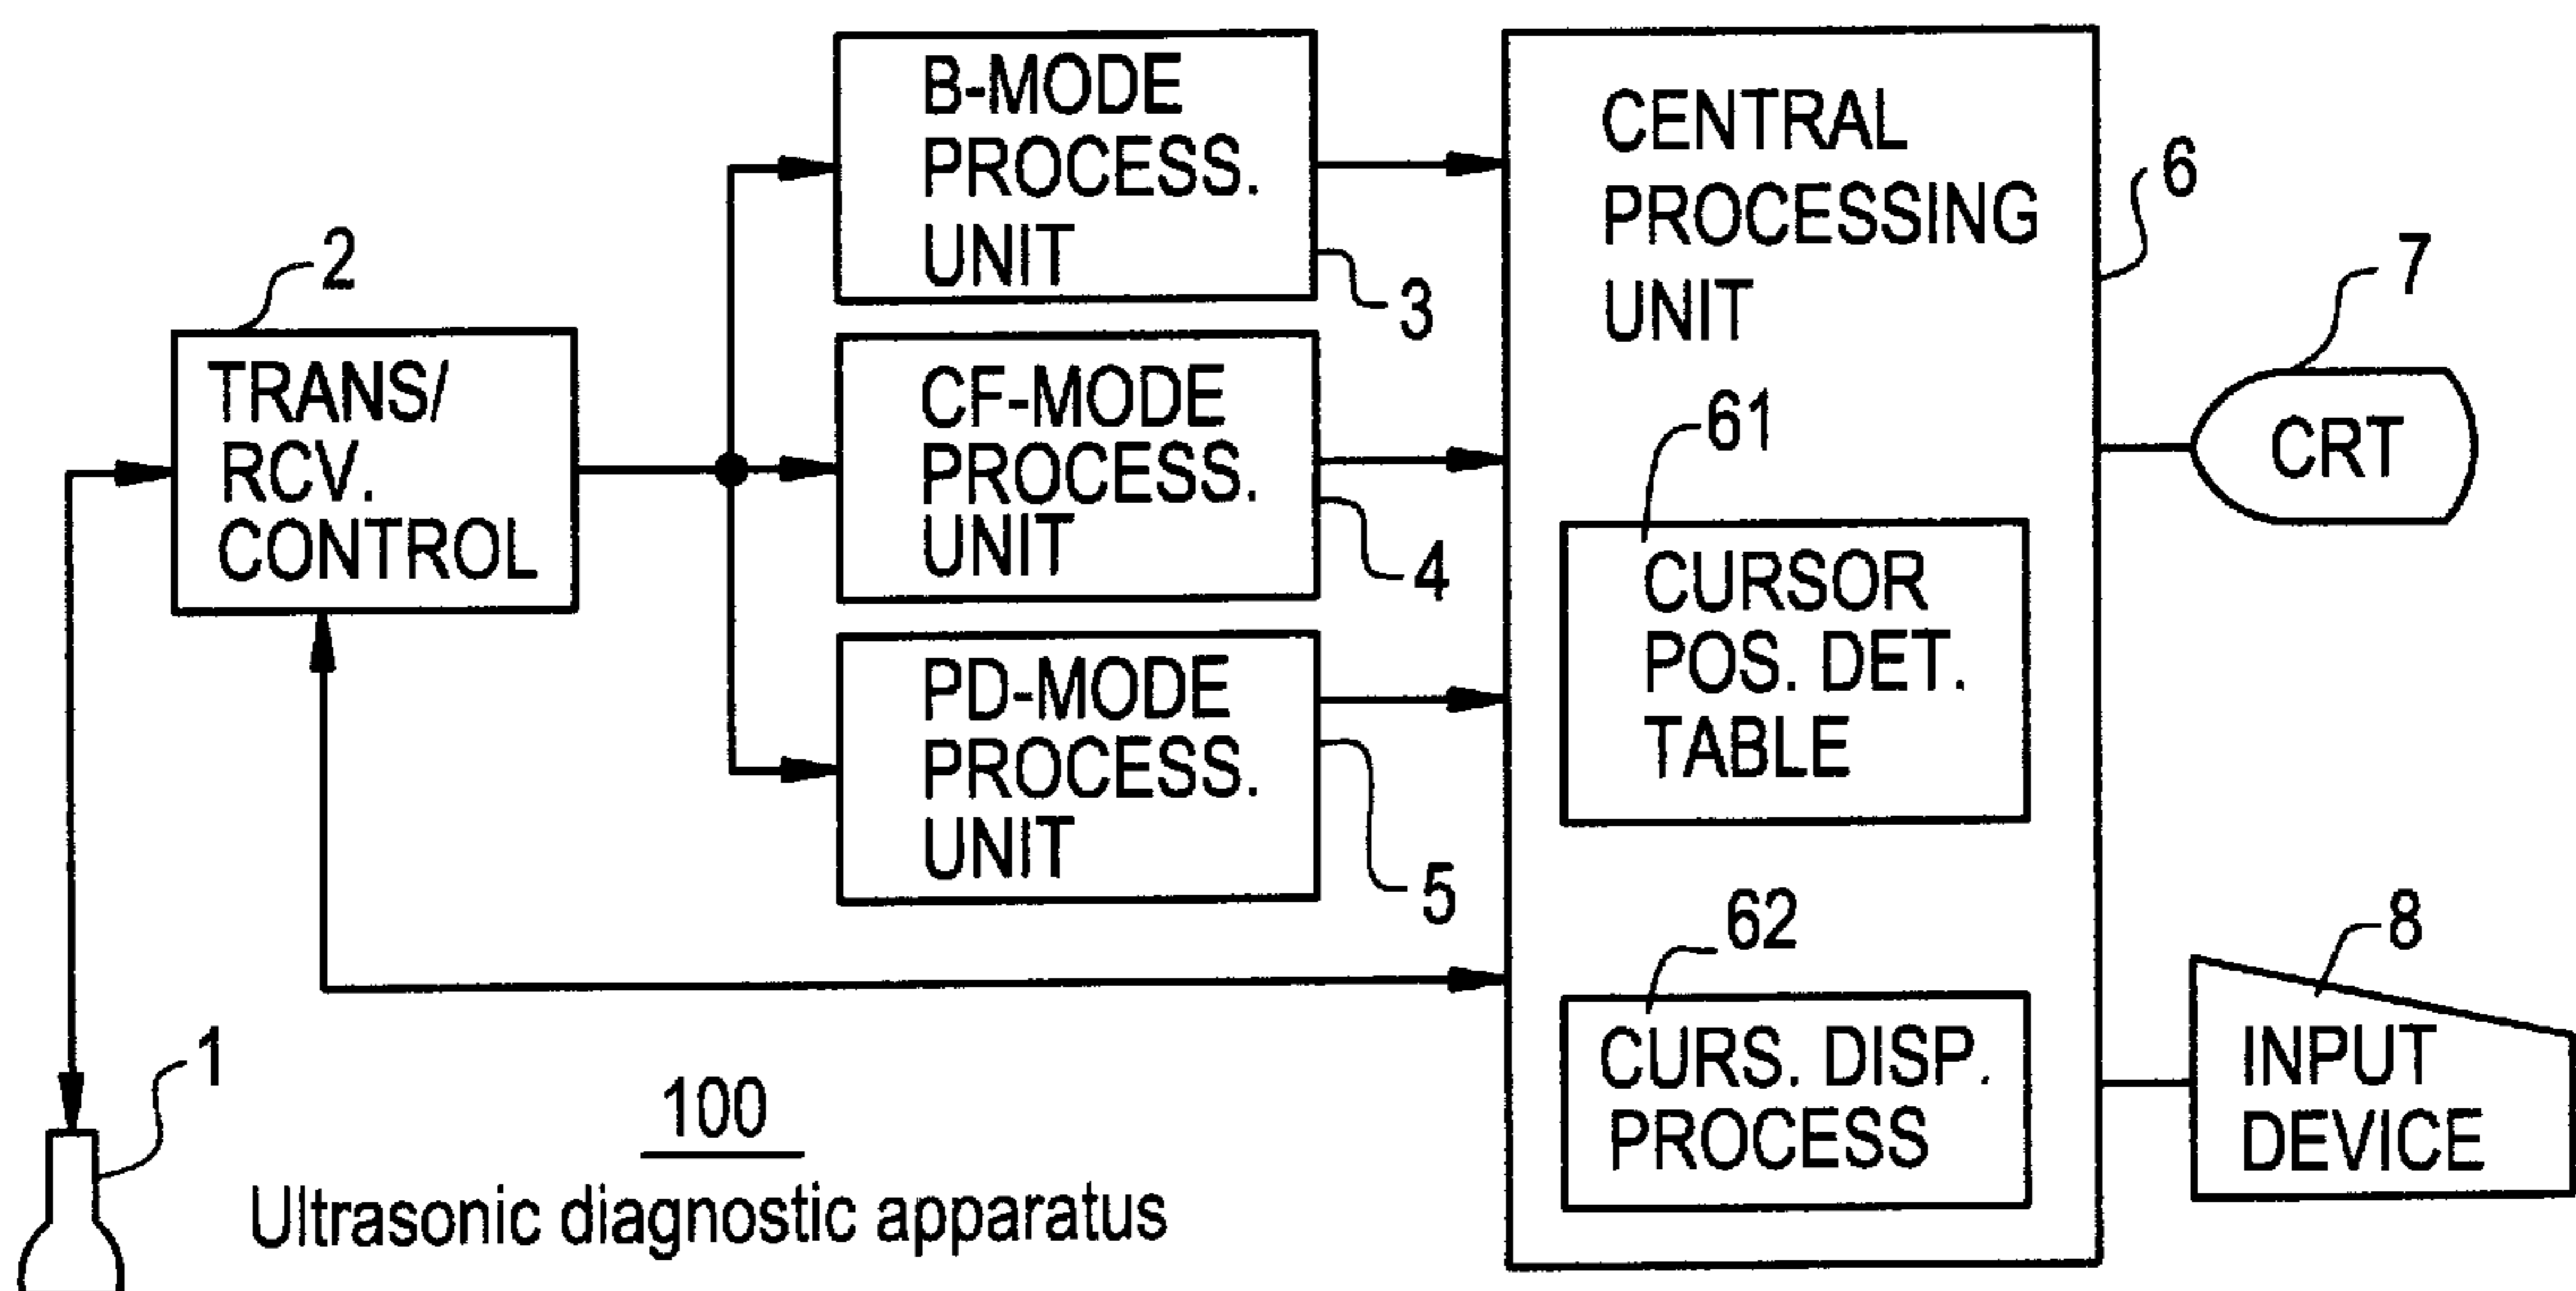 2
TRANS/
RCV.
CONTROL
B-MODE
PROCESS.
UNIT
3
CF-MODE
PROCESS.
UNIT
4
PD-MODE
PROCESS.
UNIT
5
CENTRAL
PROCESSING
UNIT
6
61
CURSOR
POS. DET.
TABLE
62
CURS. DISP.
PROCESS
7
CRT
8
INPUT
DEVICE
1
100
Ultrasonic diagnostic apparatus